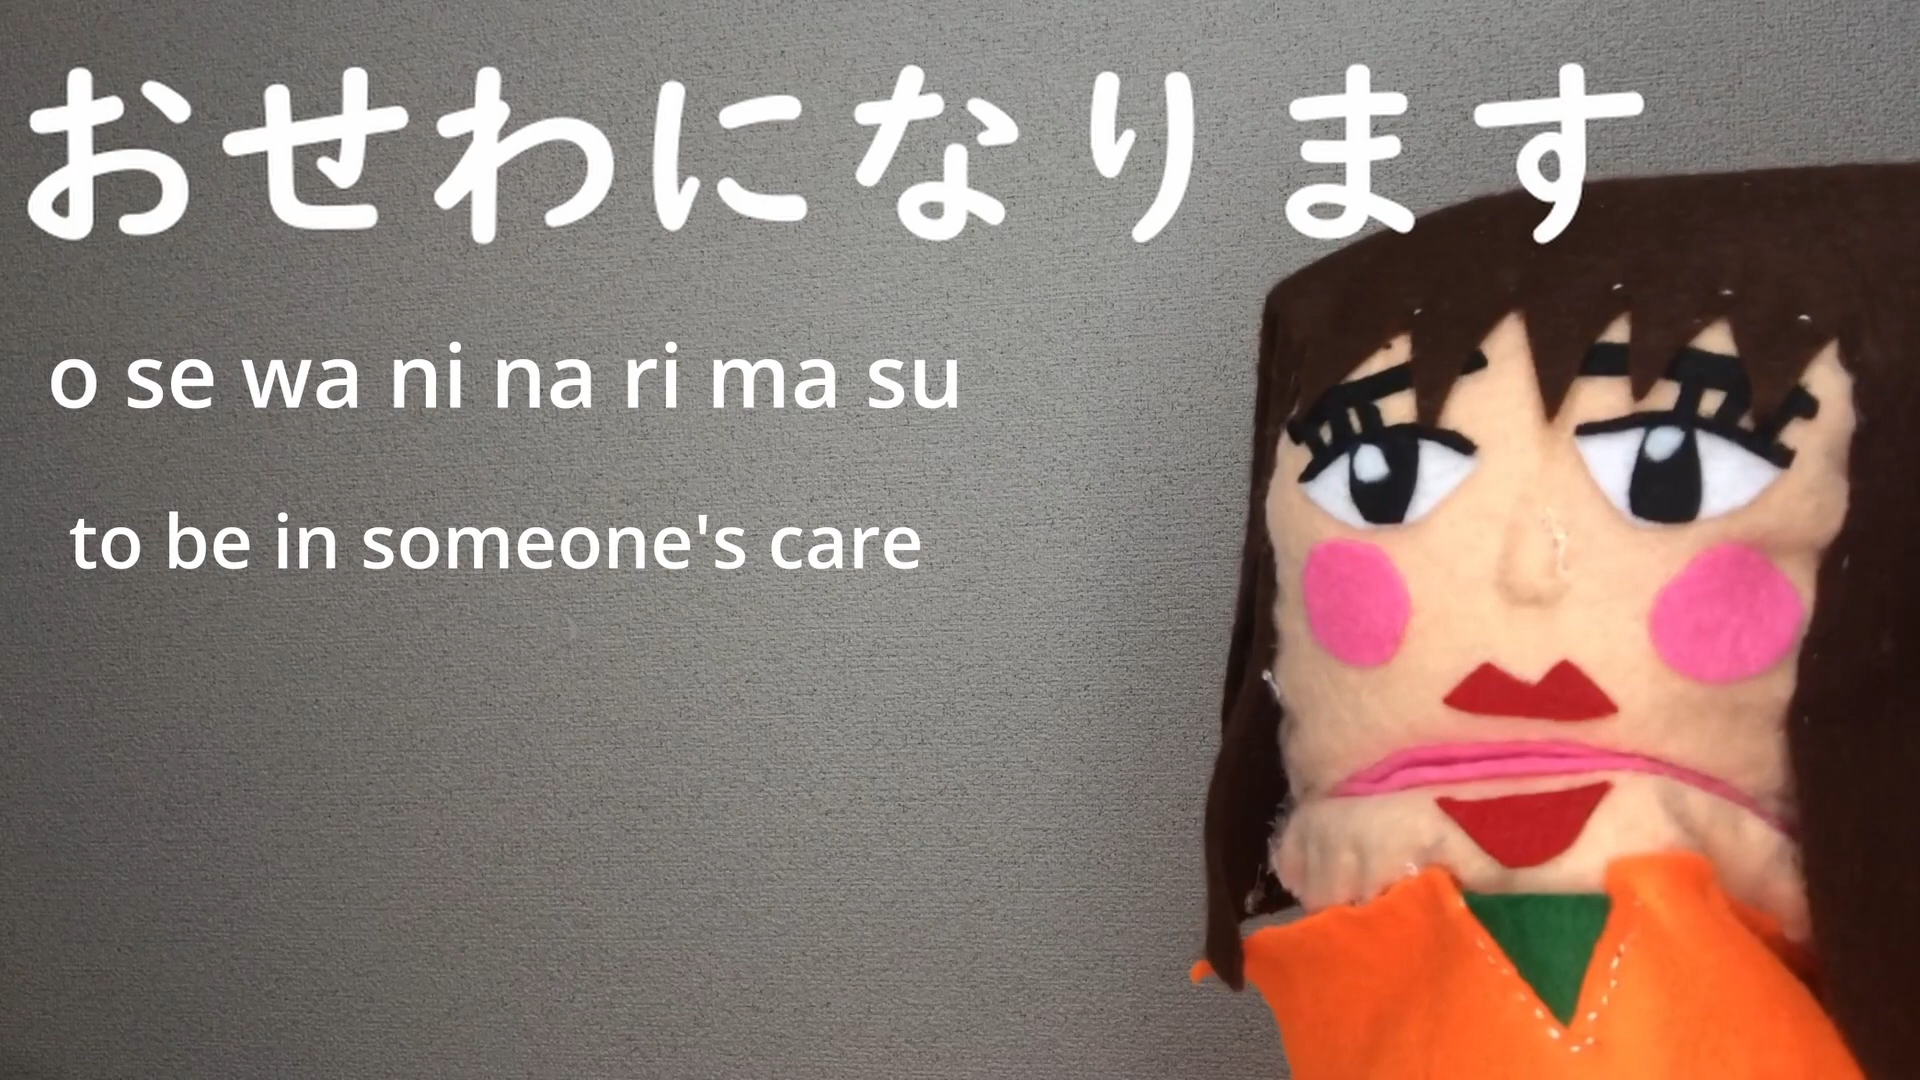 おせわになります
o se wa ni na ri ma su
to be in someone's care